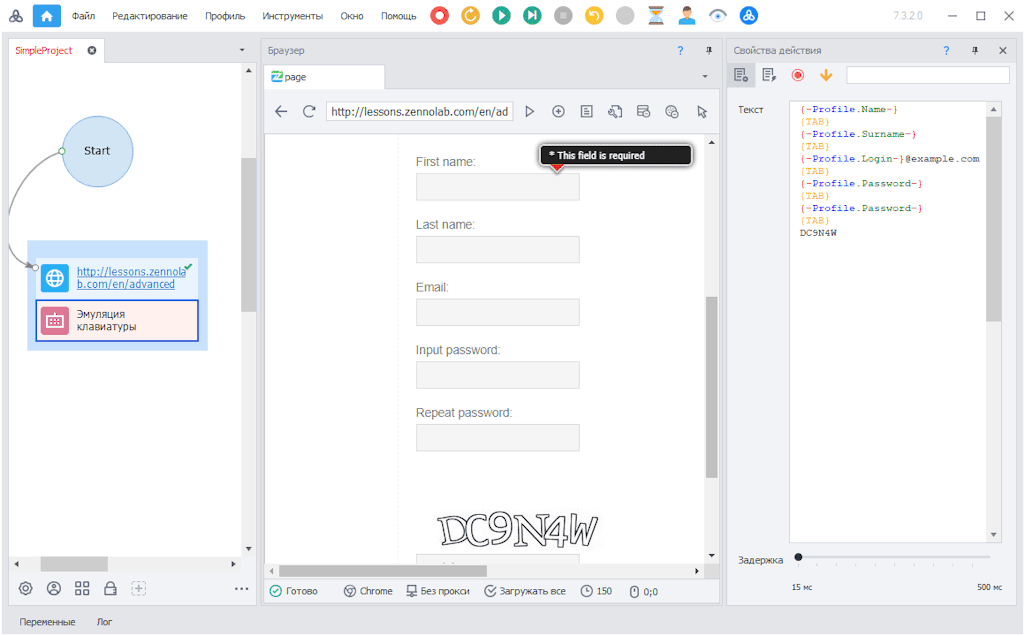 Файл Редактирование Профиль Инструменты Окно Помощь 7.3.2.0
SimpleProject
Start
http://lessons.zennola
b.com/en/advanced
Эмуляция
клавиатуры
Браузер ?
page
http://lessons.zennolab.com/en/ad
* This field is required
First name:
Last name:
Email:
Input password:
Repeat password:
DC9N4W
Готово Chrome Без прокси Загружать все 150 0;0
Свойства действия ?
Текст
{-Profile.Name-}
{TAB}
{-Profile.Surname-}
{TAB}
{-Profile.Login-}@example.com
{TAB}
{-Profile.Password-}
{TAB}
{-Profile.Password-}
{TAB}
DC9N4W
Задержка
15 мс 500 мс
Переменные Лог